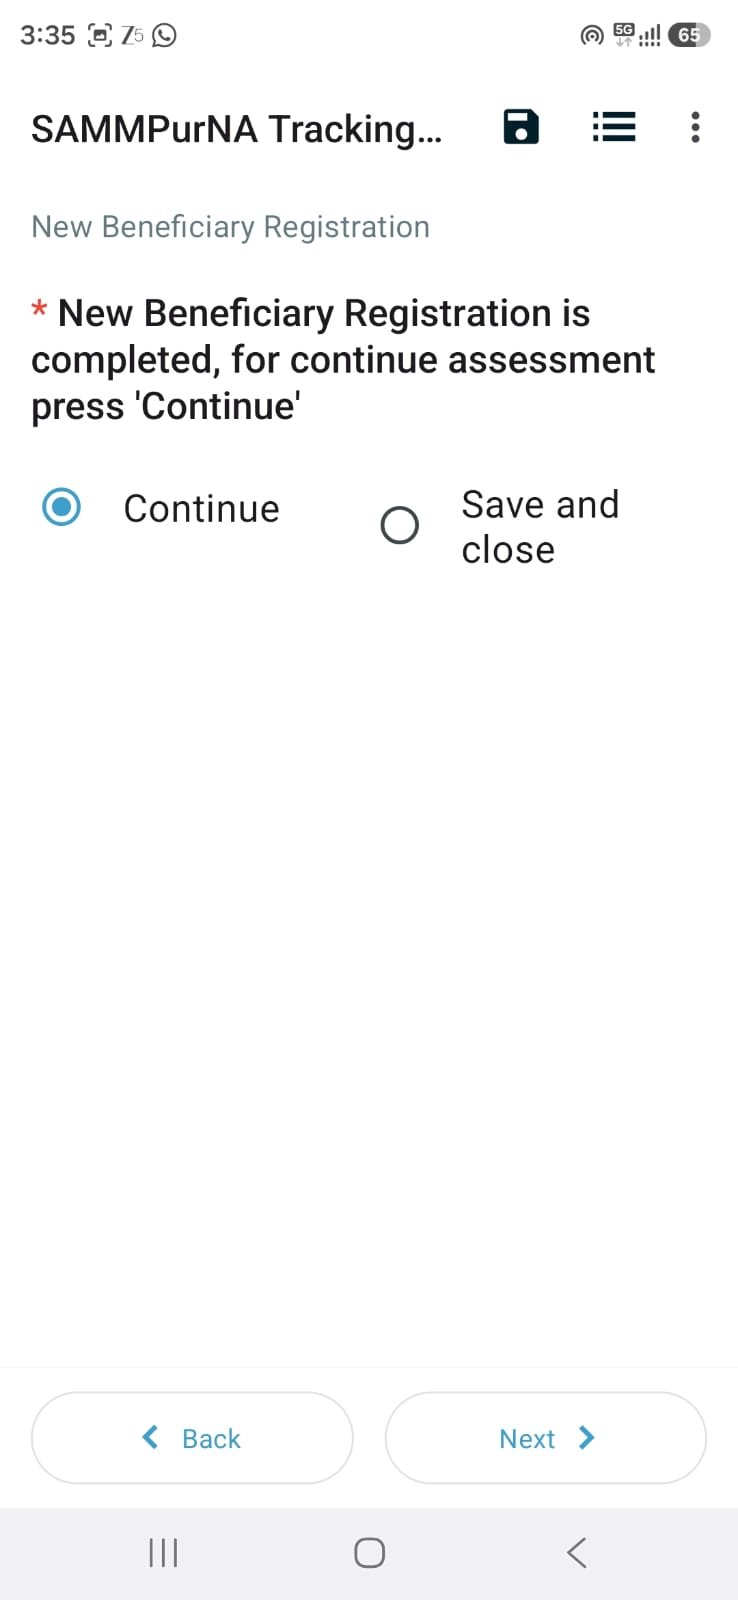 3:35 Z5 5G 65
SAMMPurNA Tracking...
New Beneficiary Registration
* New Beneficiary Registration is
completed, for continue assessment
press 'Continue'
Continue
Save and
close
Back
Next